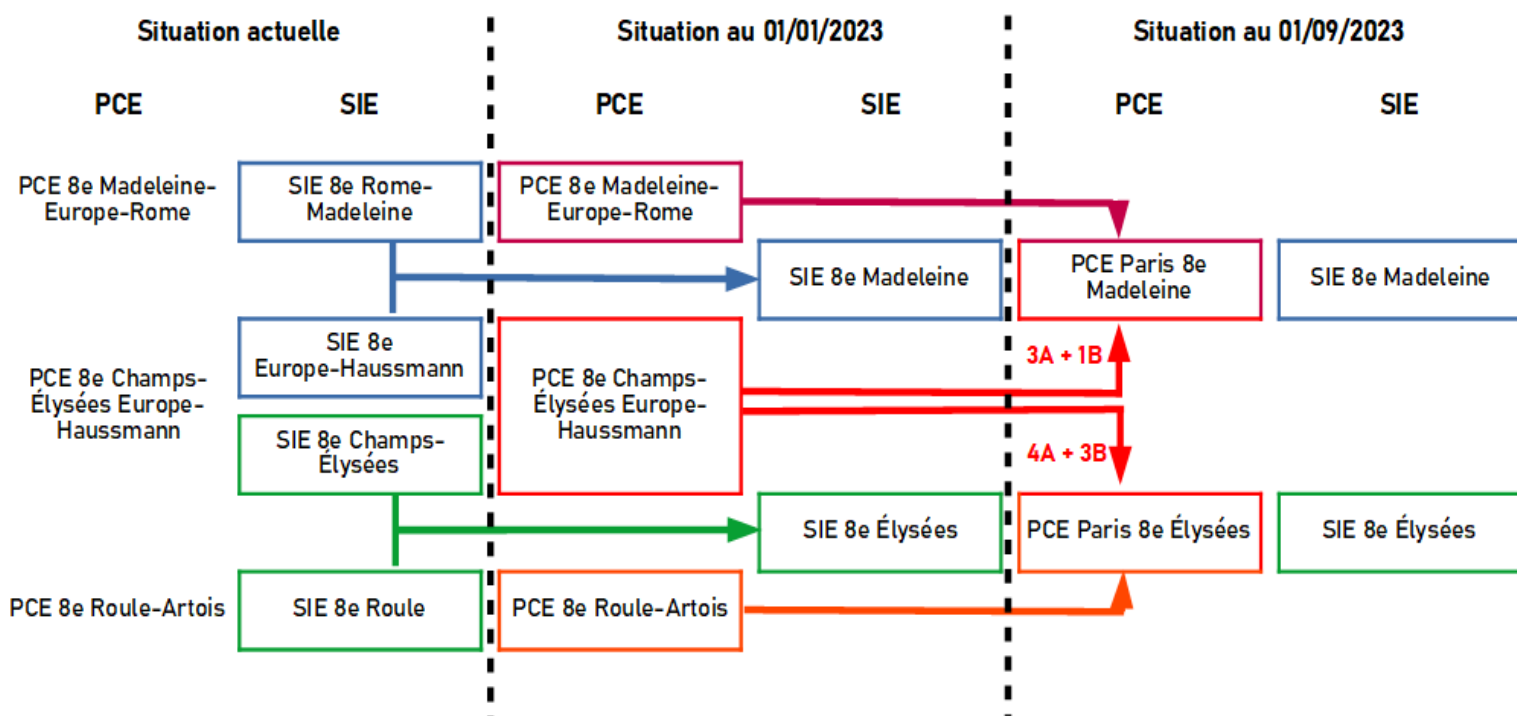 Situation actuelle
Situation au 01/01/2023
Situation au 01/09/2023
PCE
SIE
PCE
SIE
PCE
SIE
PCE 8e Madeleine-
Europe-Rome
SIE 8e Rome-
Madeleine
PCE 8e Madeleine-
Europe-Rome
SIE 8e Madeleine
PCE Paris 8e
Madeleine
SIE 8e Madeleine
SIE 8e
Europe-Haussmann
PCE 8e Champs-
Élysées Europe-
Haussmann
PCE 8e Champs-
Élysées Europe-
Haussmann
3A + 1B
SIE 8e Champs-
Élysées
4A + 3B
SIE 8e Élysées
PCE Paris 8e Élysées
SIE 8e Élysées
PCE 8e Roule-Artois
SIE 8e Roule
PCE 8e Roule-Artois